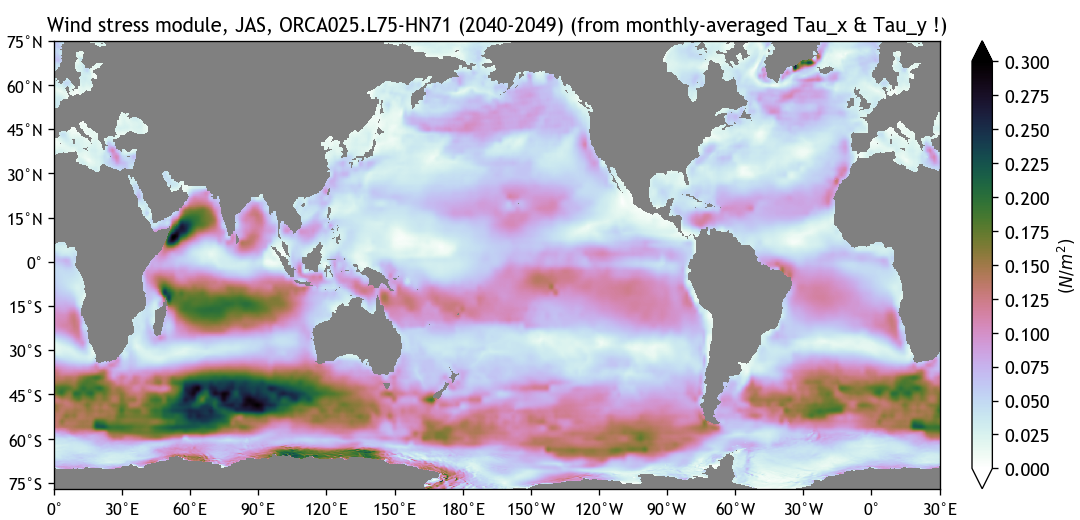 Wind stress module, JAS, ORCA025.L75-HN71 (2040-2049) (from monthly-averaged Tau_x & Tau_y !)
75°N
60°N
45°N
30°N
15°N
0°
15°S
30°S
45°S
60°S
75°S
0°
30°E
60°E
90°E
120°E
150°E
180°E
150°W
120°W
90°W
60°W
30°W
0°
30°E
0.300
0.275
0.250
0.225
0.200
0.175
0.150
0.125
0.100
0.075
0.050
0.025
0.000
(N/m²)